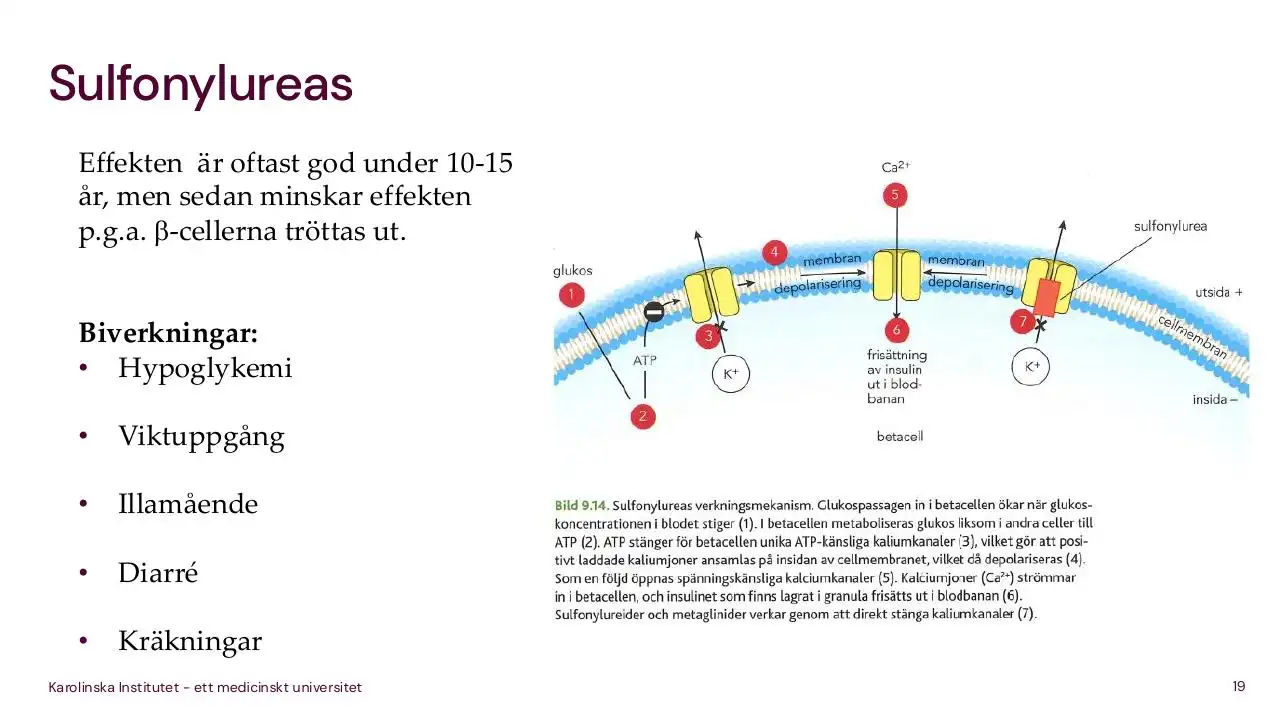 Sulfonylureas
Effekten är oftast god under 10-15
år, men sedan minskar effekten
p.g.a. β-cellerna tröttas ut.
Biverkningar:
• Hypoglykemi
• Viktuppgång
• Illamående
• Diarré
• Kräkningar
Ca²⁺
5
sulfonylurea
4
membran
membran
glukos
depolarisering
depolarisering
utsida +
1
7
cellmembran
3
6
ATP
K⁺
K⁺
frisättning
av insulin
ut i blod-
banan
insida –
2
betacell
Bild 9.14. Sulfonylureas verkningsmekanism. Glukospassagen in i betacellen ökar när glukos-
koncentrationen i blodet stiger (1). I betacellen metaboliseras glukos liksom i andra celler till
ATP (2). ATP stänger för betacellen unika ATP-känsliga kaliumkanaler (3), vilket gör att posi-
tivt laddade kaliumjoner ansamlas på insidan av cellmembranet, vilket då depolariseras (4).
Som en följd öppnas spänningskänsliga kalciumkanaler (5). Kalciumjoner (Ca²⁺) strömmar
in i betacellen, och insulinet som finns lagrat i granula frisätts ut i blodbanan (6).
Sulfonylureider och metaglinider verkar genom att direkt stänga kaliumkanaler (7).
Karolinska Institutet - ett medicinskt universitet
19